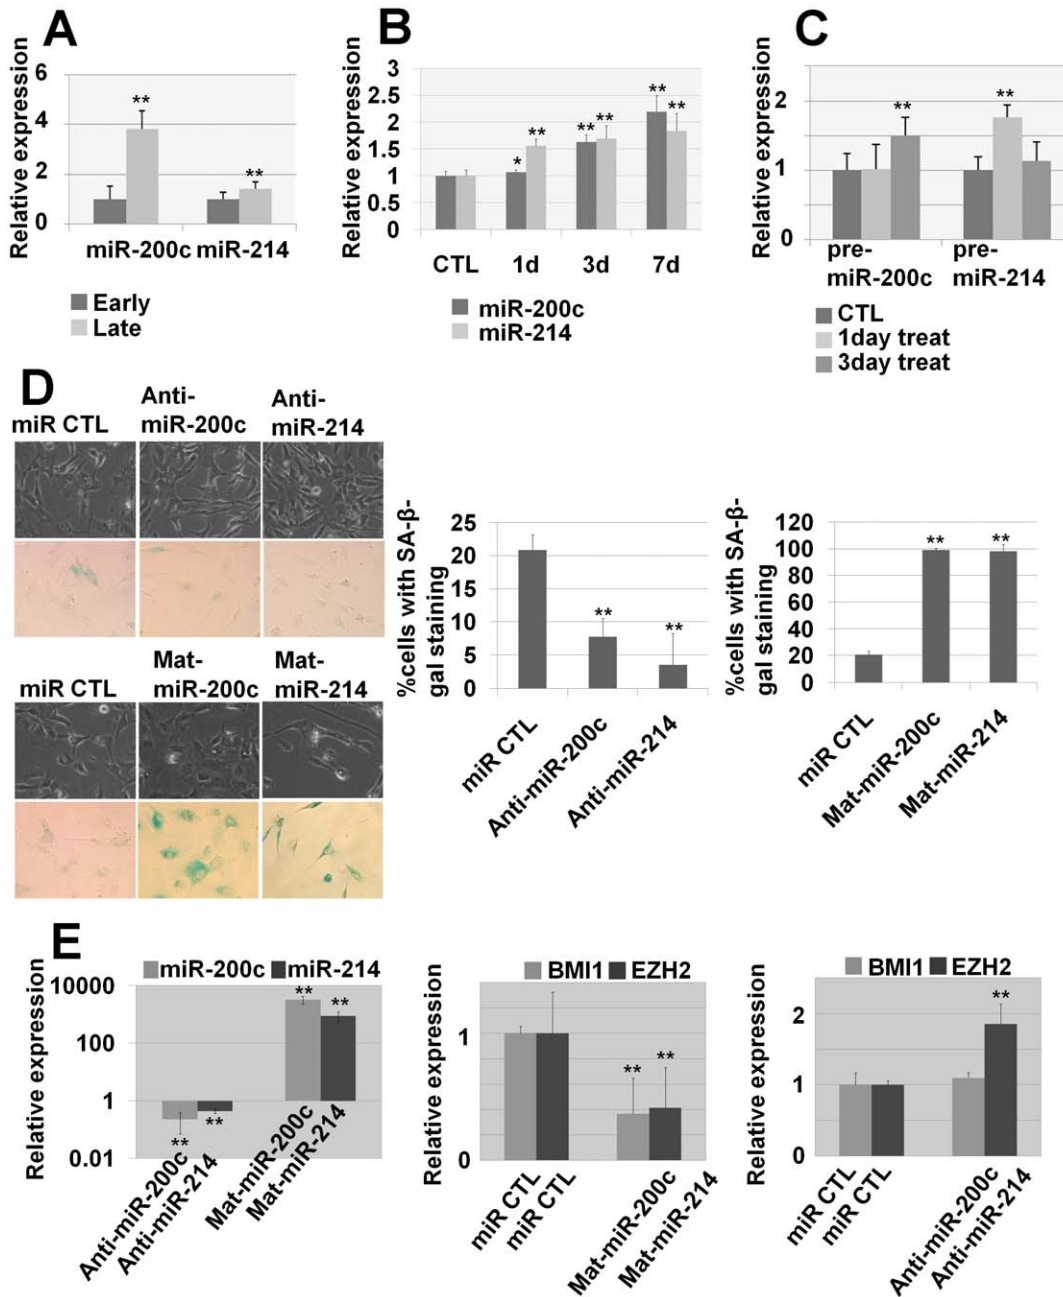 A
Relative expression
6
4
2
0
**
**
miR-200c miR-214
Early
Late
B
Relative expression
3
2.5
2
1.5
1
0.5
0
*
**
**
**
**
**
CTL 1d 3d 7d
miR-200c
miR-214
C
Relative expression
2
1
0
**
**
pre-
miR-200c
pre-
miR-214
CTL
1day treat
3day treat
D
miR CTL
Anti-
miR-200c
Anti-
miR-214
miR CTL
Mat-
miR-200c
Mat-
miR-214
%cells with SA-β-
gal staining
25
20
15
10
5
0
**
**
miR CTL
Anti-miR-200c
Anti-miR-214
%cells with SA-β-
gal staining
120
100
80
60
40
20
0
**
**
miR CTL
Mat-miR-200c
Mat-miR-214
E
miR-200c miR-214
Relative expression
10000
100
1
0.01
**
**
**
**
Anti-miR-200c
Anti-miR-214
Mat-miR-200c
Mat-miR-214
BMI1 EZH2
Relative expression
1
0
**
**
miR CTL
miR CTL
Mat-miR-200c
Mat-miR-214
BMI1 EZH2
Relative expression
2
1
0
**
miR CTL
miR CTL
Anti-miR-200c
Anti-miR-214